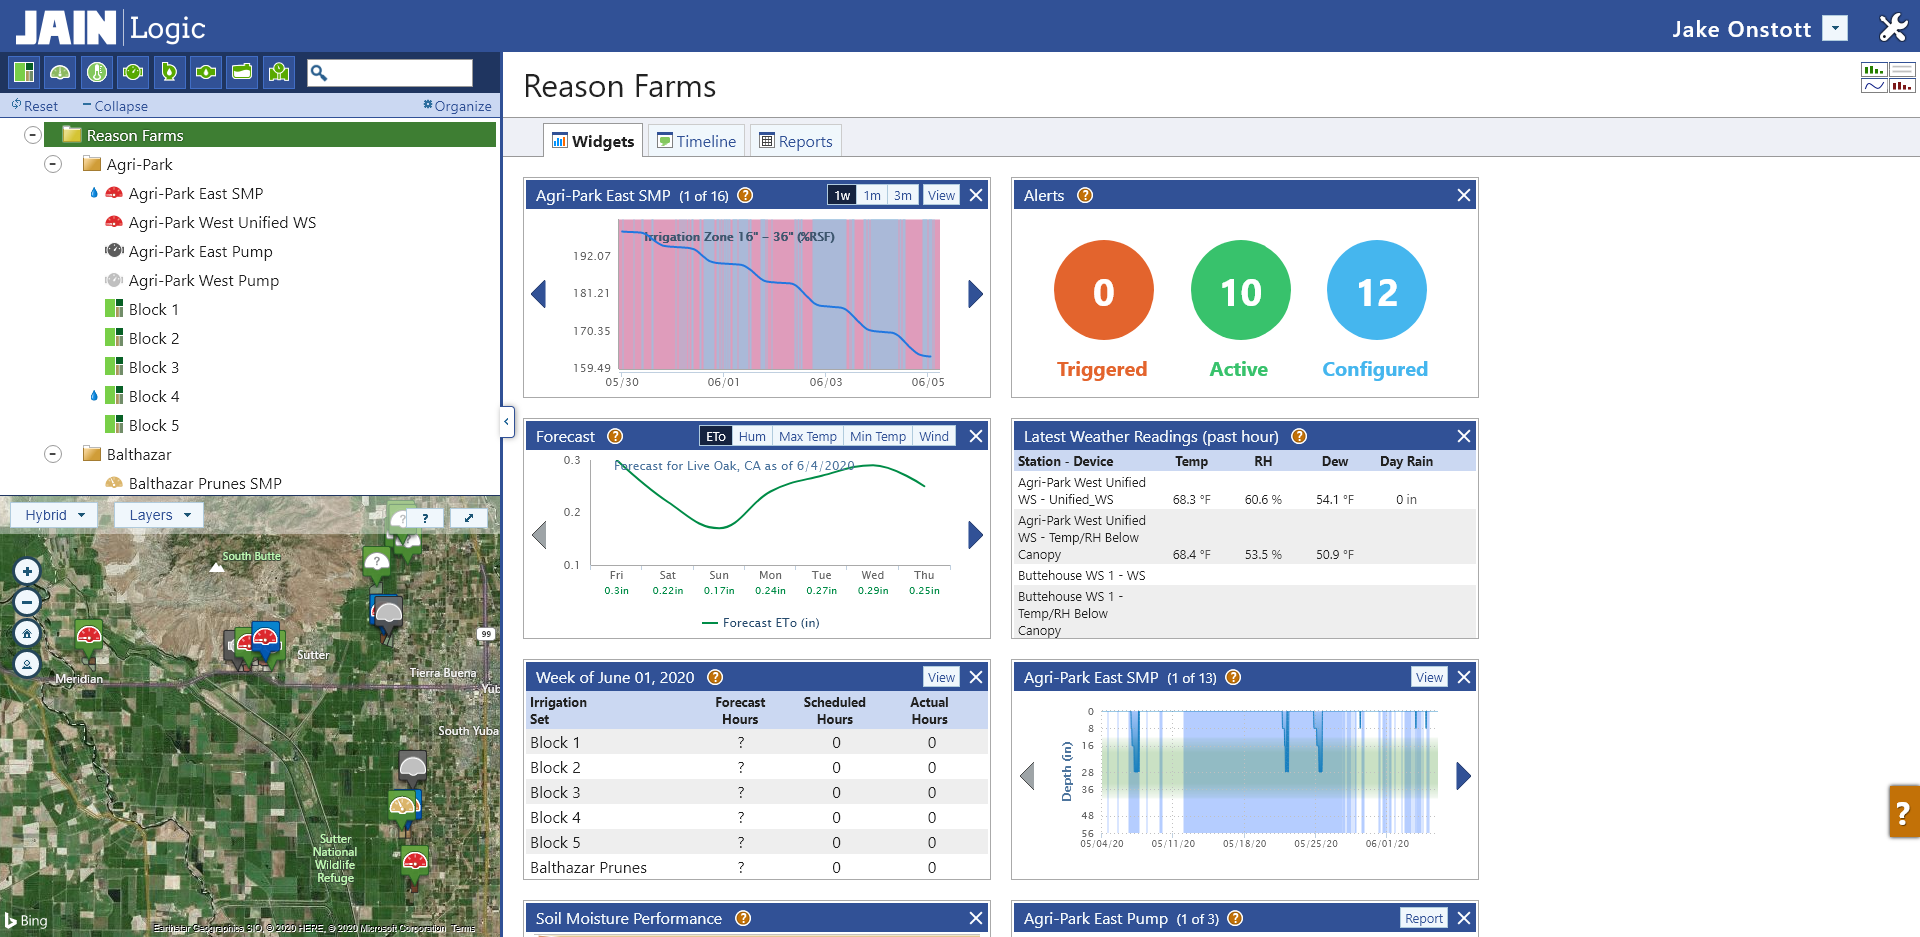 JAIN Logic
Jake Onstott
Reset
Collapse
Organize
Reason Farms
Agri-Park
Agri-Park East SMP
Agri-Park West Unified WS
Agri-Park East Pump
Agri-Park West Pump
Block 1
Block 2
Block 3
Block 4
Block 5
Balthazar
Balthazar Prunes SMP
Hybrid
Layers
?
?
?
South Butte
99
Sutter
Tierra Buena
Meridian
Yub
South Yuba
Sutter
National
Wildlife
Refuge
Bing
Earthstar Geographics SIO, © 2020 HERE, © 2020 Microsoft Corporation Terms
Reason Farms
Widgets
Timeline
Reports
Agri-Park East SMP (1 of 16) ? 1w 1m 3m View
Irrigation Zone 16" – 36" (%RSF)
192.07
181.21
170.35
159.49
05/30 06/01 06/03 06/05
Alerts ?
0 10 12
Triggered Active Configured
Forecast ? ETo Hum Max Temp Min Temp Wind
Forecast for Live Oak, CA as of 6/4/2020
0.3
0.2
0.1
Fri Sat Sun Mon Tue Wed Thu
0.3in 0.22in 0.17in 0.24in 0.27in 0.29in 0.25in
Forecast ETo (in)
Latest Weather Readings (past hour) ?
Station - Device Temp RH Dew Day Rain
Agri-Park West Unified
WS - Unified_WS 68.3 °F 60.6 % 54.1 °F 0 in
Agri-Park West Unified
WS - Temp/RH Below
Canopy 68.4 °F 53.5 % 50.9 °F
Buttehouse WS 1 - WS
Buttehouse WS 1 -
Temp/RH Below
Canopy
Week of June 01, 2020 ? View
Irrigation Forecast Scheduled Actual
Set Hours Hours Hours
Block 1 ? 0 0
Block 2 ? 0 0
Block 3 ? 0 0
Block 4 ? 0 0
Block 5 ? 0 0
Balthazar Prunes ? 0 0
Agri-Park East SMP (1 of 13) ? View
Depth (in)
0
8
16
28
36
48
56
05/04/20 05/11/20 05/18/20 05/25/20 06/01/20
?
Soil Moisture Performance ?
Agri-Park East Pump (1 of 3) ? Report